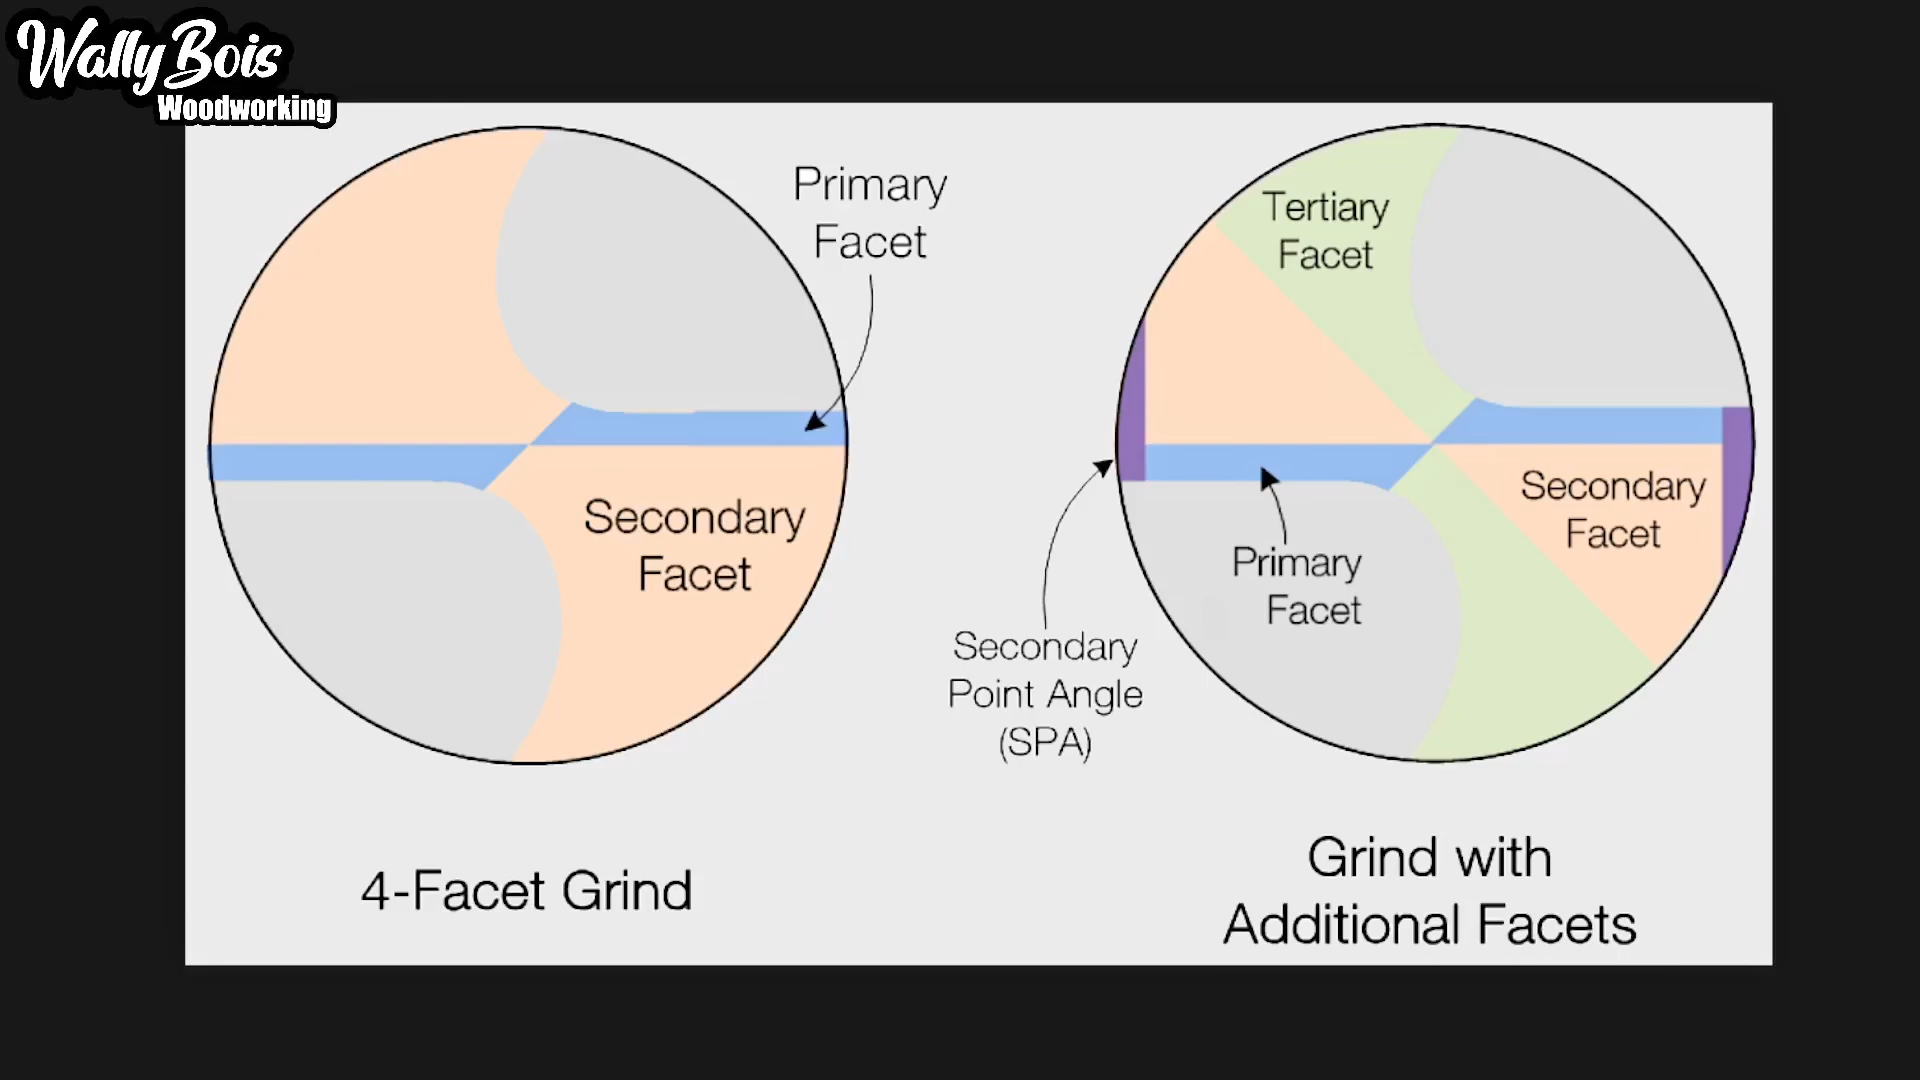 Wally Bois
Woodworking
Primary
Facet
Secondary
Facet
4-Facet Grind
Tertiary
Facet
Secondary
Facet
Primary
Facet
Secondary
Point Angle
(SPA)
Grind with
Additional Facets